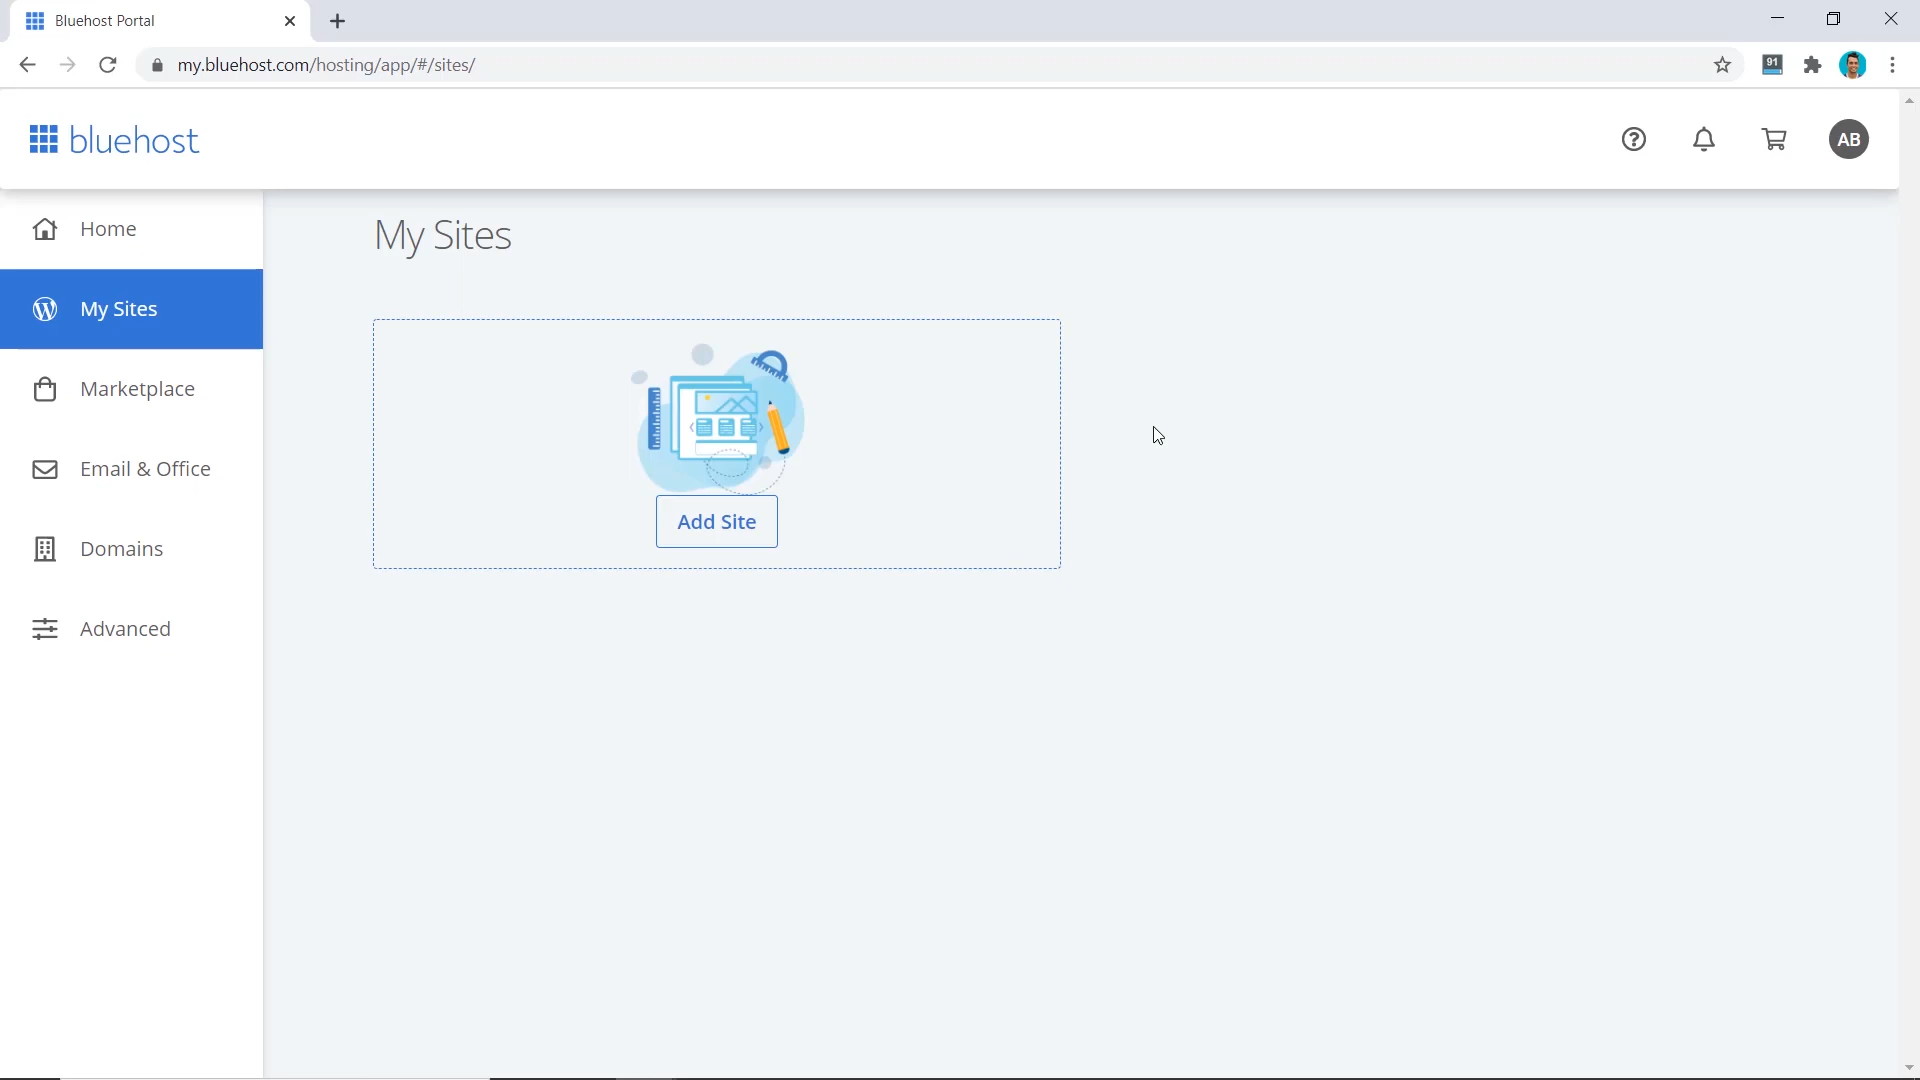 Bluehost Portal
my.bluehost.com/hosting/app/#/sites/
91
bluehost
AB
Home
My Sites
My Sites
Marketplace
Email & Office
Domains
Advanced
Add Site